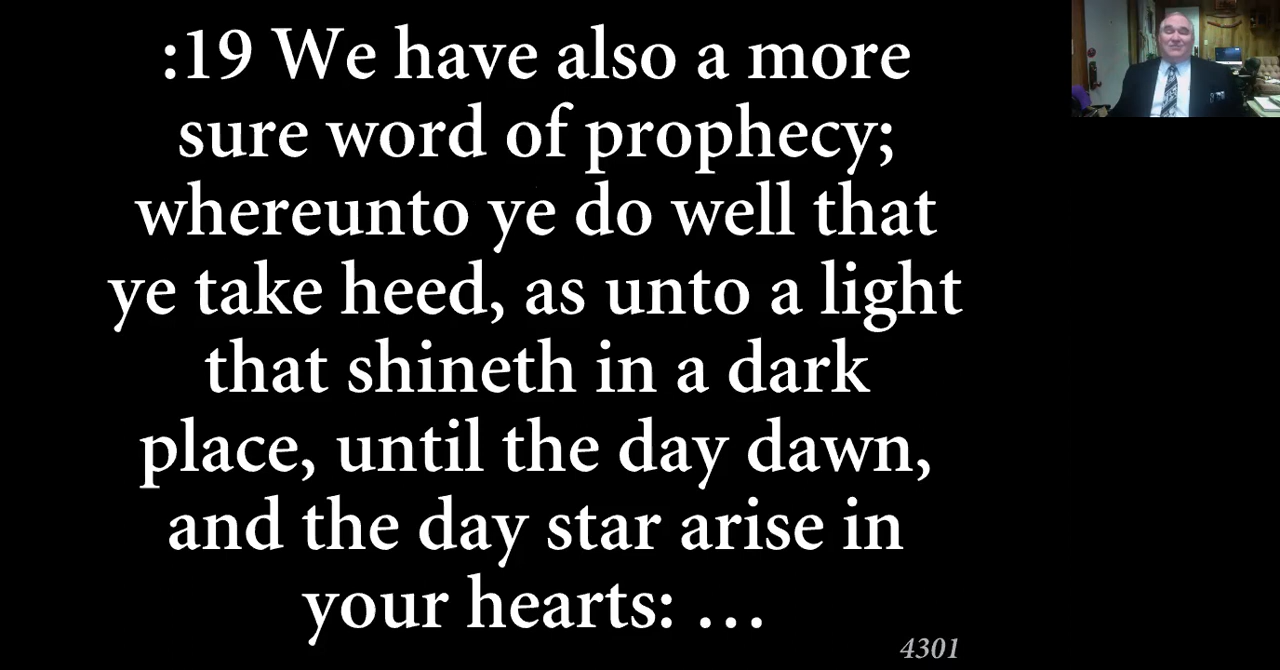 :19 We have also a more
sure word of prophecy;
whereunto ye do well that
ye take heed, as unto a light
that shineth in a dark
place, until the day dawn,
and the day star arise in
your hearts: …
4301